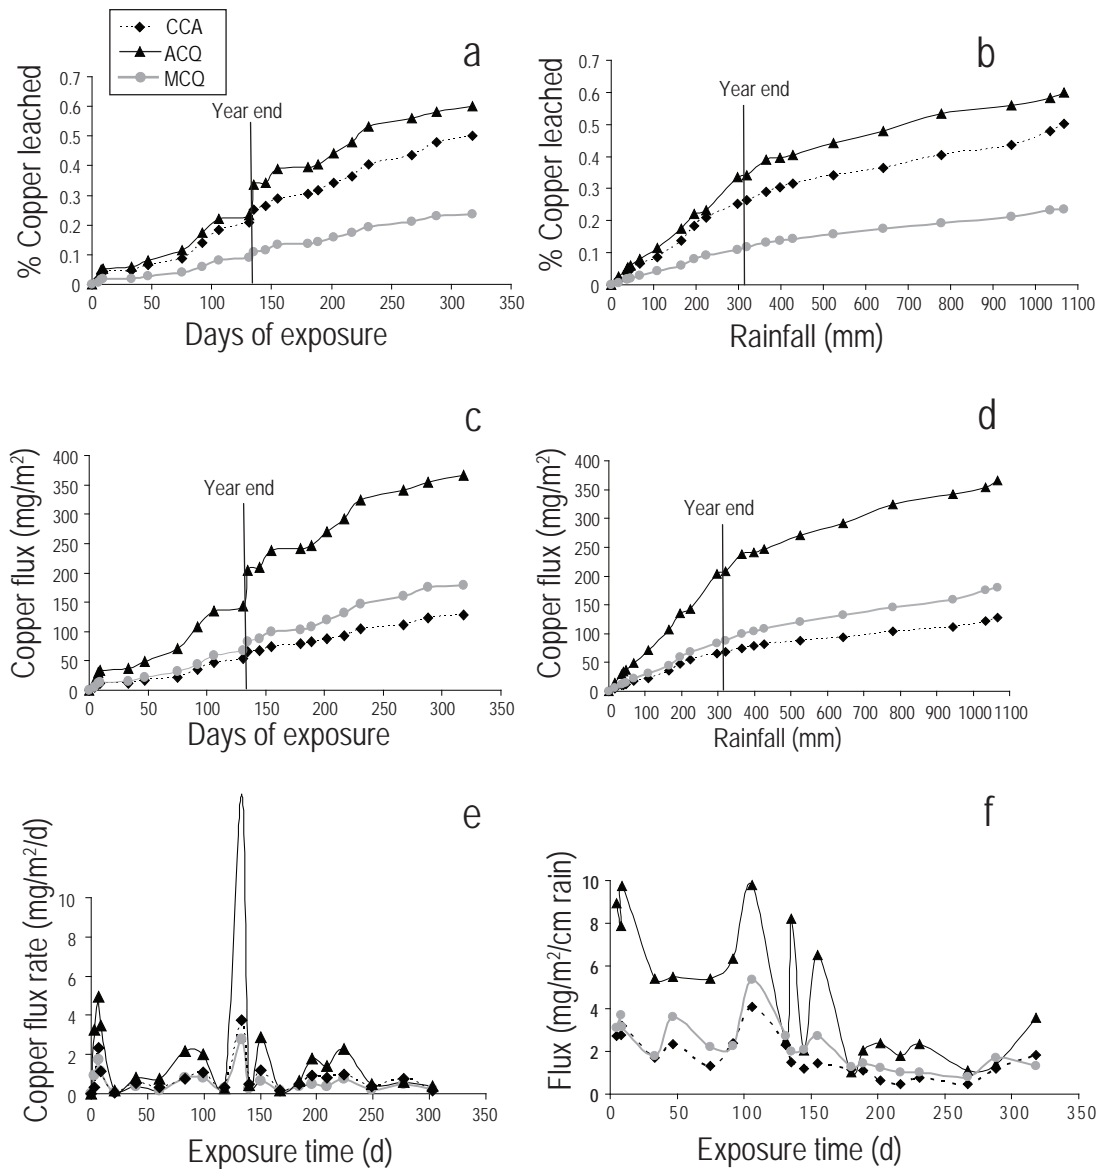 CCA
ACQ
MCQ
a
% Copper leached
0.7
0.6
0.5
0.4
0.3
0.2
0.1
0
Year end
0 50 100 150 200 250 300 350
Days of exposure
b
% Copper leached
0.7
0.6
0.5
0.4
0.3
0.2
0.1
0
Year end
0 100 200 300 400 500 600 700 800 900 1000 1100
Rainfall (mm)
c
Copper flux (mg/m²)
400
350
300
250
200
150
100
50
0
Year end
0 50 100 150 200 250 300 350
Days of exposure
d
Copper flux (mg/m²)
400
350
300
250
200
150
100
50
0
Year end
0 100 200 300 400 500 600 700 800 900 1000 1100
Rainfall (mm)
e
Copper flux rate (mg/m²/d)
10
8
6
4
2
0
0 50 100 150 200 250 300 350
Exposure time (d)
f
Flux (mg/m²/cm rain)
10
8
6
4
2
0
0 50 100 150 200 250 300 350
Exposure time (d)